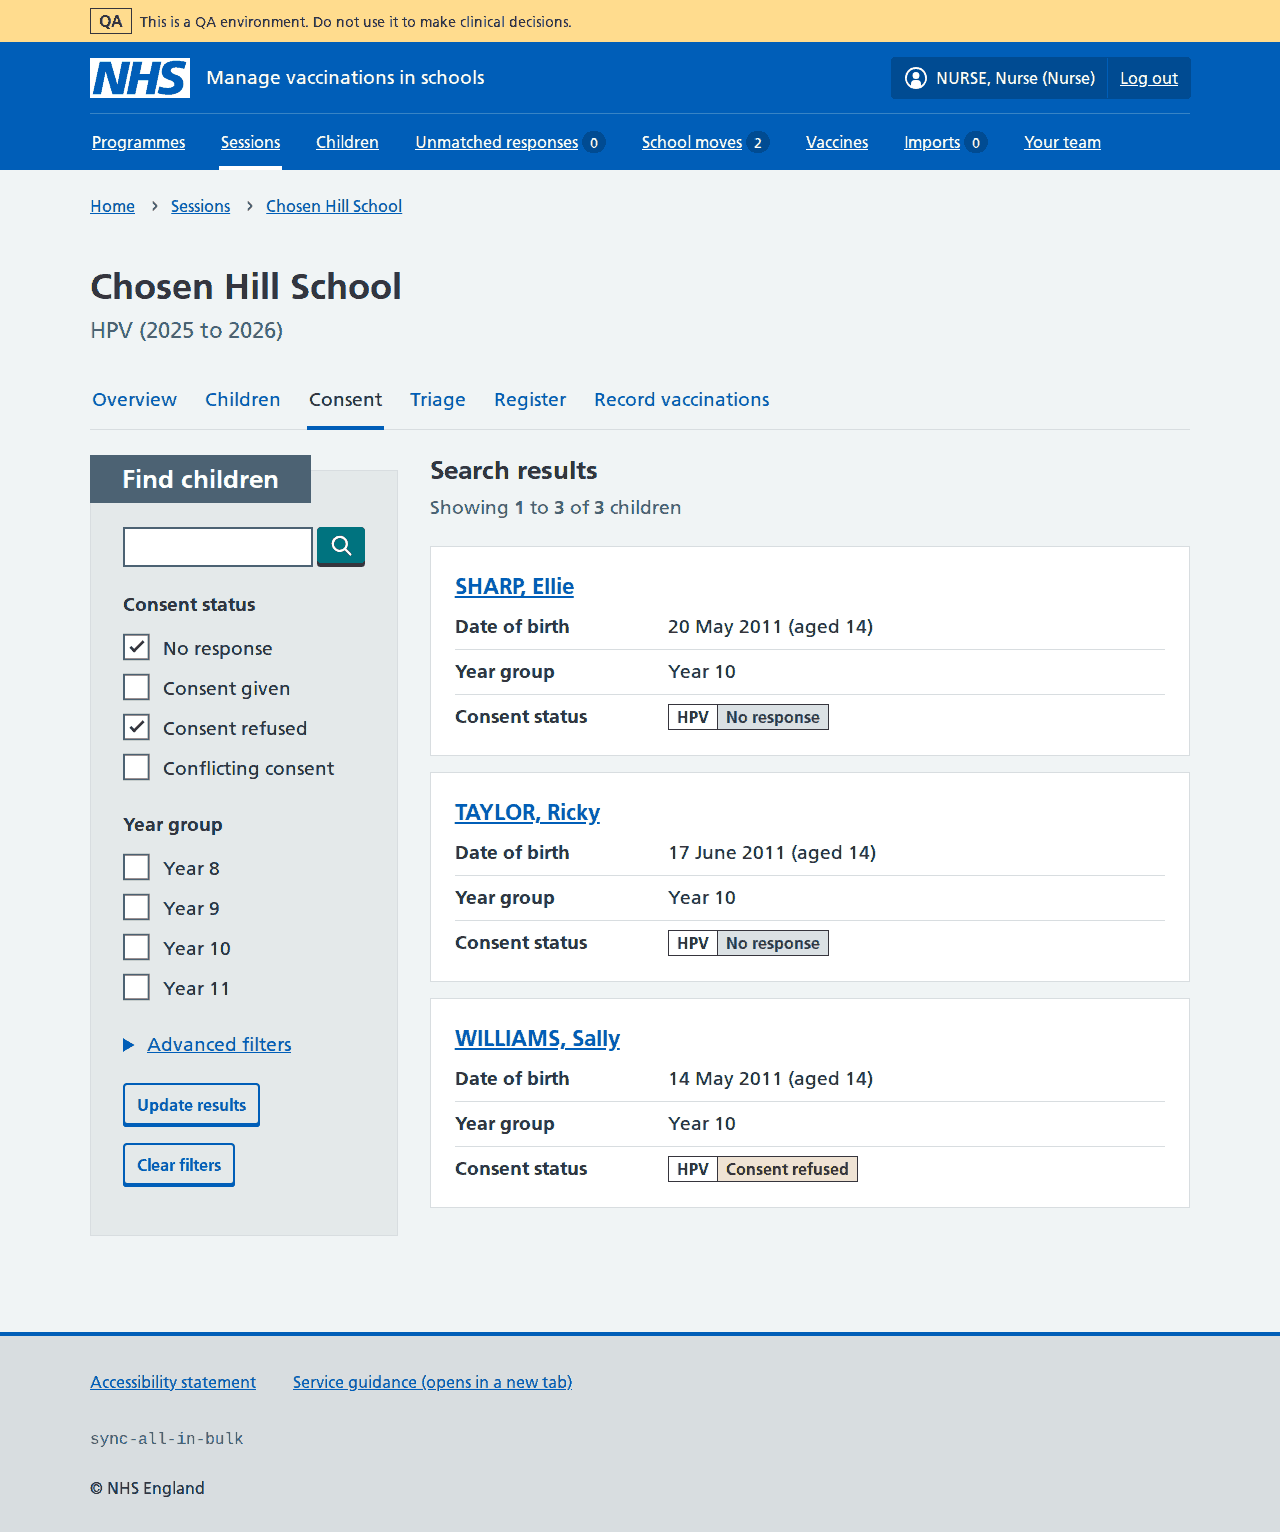 QA This is a QA environment. Do not use it to make clinical decisions.
NHS Manage vaccinations in schools NURSE, Nurse (Nurse) Log out
Programmes Sessions Children Unmatched responses 0 School moves 2 Vaccines Imports 0 Your team
Home Sessions Chosen Hill School
Chosen Hill School
HPV (2025 to 2026)
Overview Children Consent Triage Register Record vaccinations
Find children
Consent status
No response
Consent given
Consent refused
Conflicting consent
Year group
Year 8
Year 9
Year 10
Year 11
Advanced filters
Update results
Clear filters
Search results
Showing 1 to 3 of 3 children
SHARP, Ellie
Date of birth 20 May 2011 (aged 14)
Year group Year 10
Consent status HPV No response
TAYLOR, Ricky
Date of birth 17 June 2011 (aged 14)
Year group Year 10
Consent status HPV No response
WILLIAMS, Sally
Date of birth 14 May 2011 (aged 14)
Year group Year 10
Consent status HPV Consent refused
Accessibility statement Service guidance (opens in a new tab)
sync-all-in-bulk
© NHS England